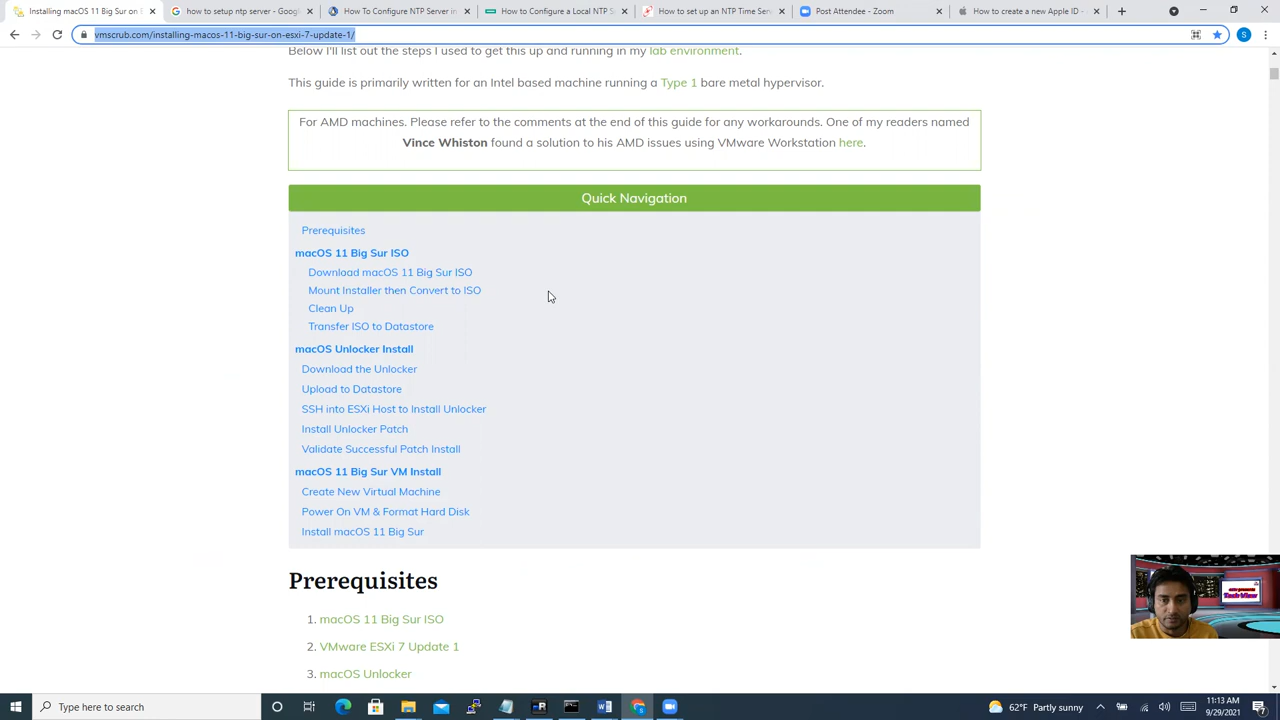 Installing macOS 11 Big Sur on E
how to setup ntp server - Google
How To Configure NTP Server in
How to Configure a Local NTP S
How to set up an NTP Time Serv
Post Attendee - Zoom
How to create a new Apple ID -
vmscrub.com/installing-macos-11-big-sur-on-esxi-7-update-1/
S
Below I'll list out the steps I used to get this up and running in my lab environment.
This guide is primarily written for an Intel based machine running a Type 1 bare metal hypervisor.
For AMD machines. Please refer to the comments at the end of this guide for any workarounds. One of my readers named
Vince Whiston found a solution to his AMD issues using VMware Workstation here.
Quick Navigation
Prerequisites
macOS 11 Big Sur ISO
Download macOS 11 Big Sur ISO
Mount Installer then Convert to ISO
Clean Up
Transfer ISO to Datastore
macOS Unlocker Install
Download the Unlocker
Upload to Datastore
SSH into ESXi Host to Install Unlocker
Install Unlocker Patch
Validate Successful Patch Install
macOS 11 Big Sur VM Install
Create New Virtual Machine
Power On VM & Format Hard Disk
Install macOS 11 Big Sur
Prerequisites
1. macOS 11 Big Sur ISO
2. VMware ESXi 7 Update 1
3. macOS Unlocker
Type here to search
62°F Partly sunny
11:13 AM
9/29/2021